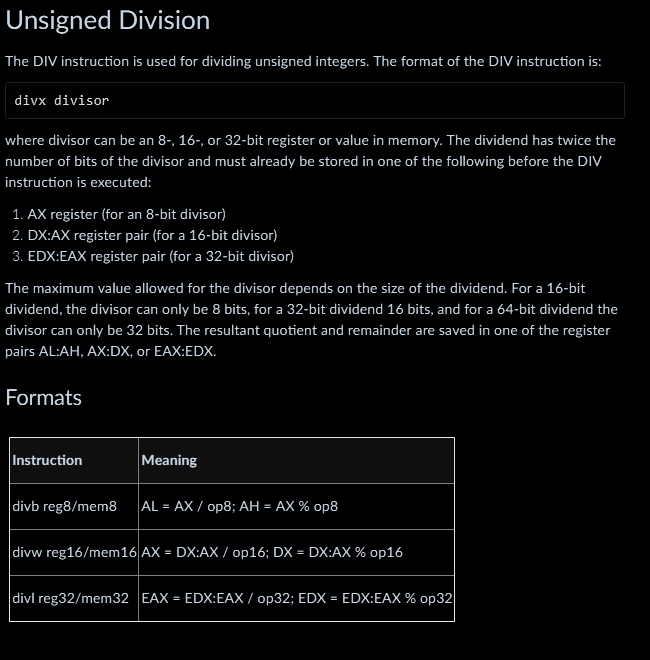 Unsigned Division
The DIV instruction is used for dividing unsigned integers. The format of the DIV instruction is:
divx divisor
where divisor can be an 8-, 16-, or 32-bit register or value in memory. The dividend has twice the
number of bits of the divisor and must already be stored in one of the following before the DIV
instruction is executed:
1. AX register (for an 8-bit divisor)
2. DX:AX register pair (for a 16-bit divisor)
3. EDX:EAX register pair (for a 32-bit divisor)
The maximum value allowed for the divisor depends on the size of the dividend. For a 16-bit
dividend, the divisor can only be 8 bits, for a 32-bit dividend 16 bits, and for a 64-bit dividend the
divisor can only be 32 bits. The resultant quotient and remainder are saved in one of the register
pairs AL:AH, AX:DX, or EAX:EDX.
Formats
Instruction Meaning
divb reg8/mem8 AL = AX / op8; AH = AX % op8
divw reg16/mem16 AX = DX:AX / op16; DX = DX:AX % op16
divl reg32/mem32 EAX = EDX:EAX / op32; EDX = EDX:EAX % op32